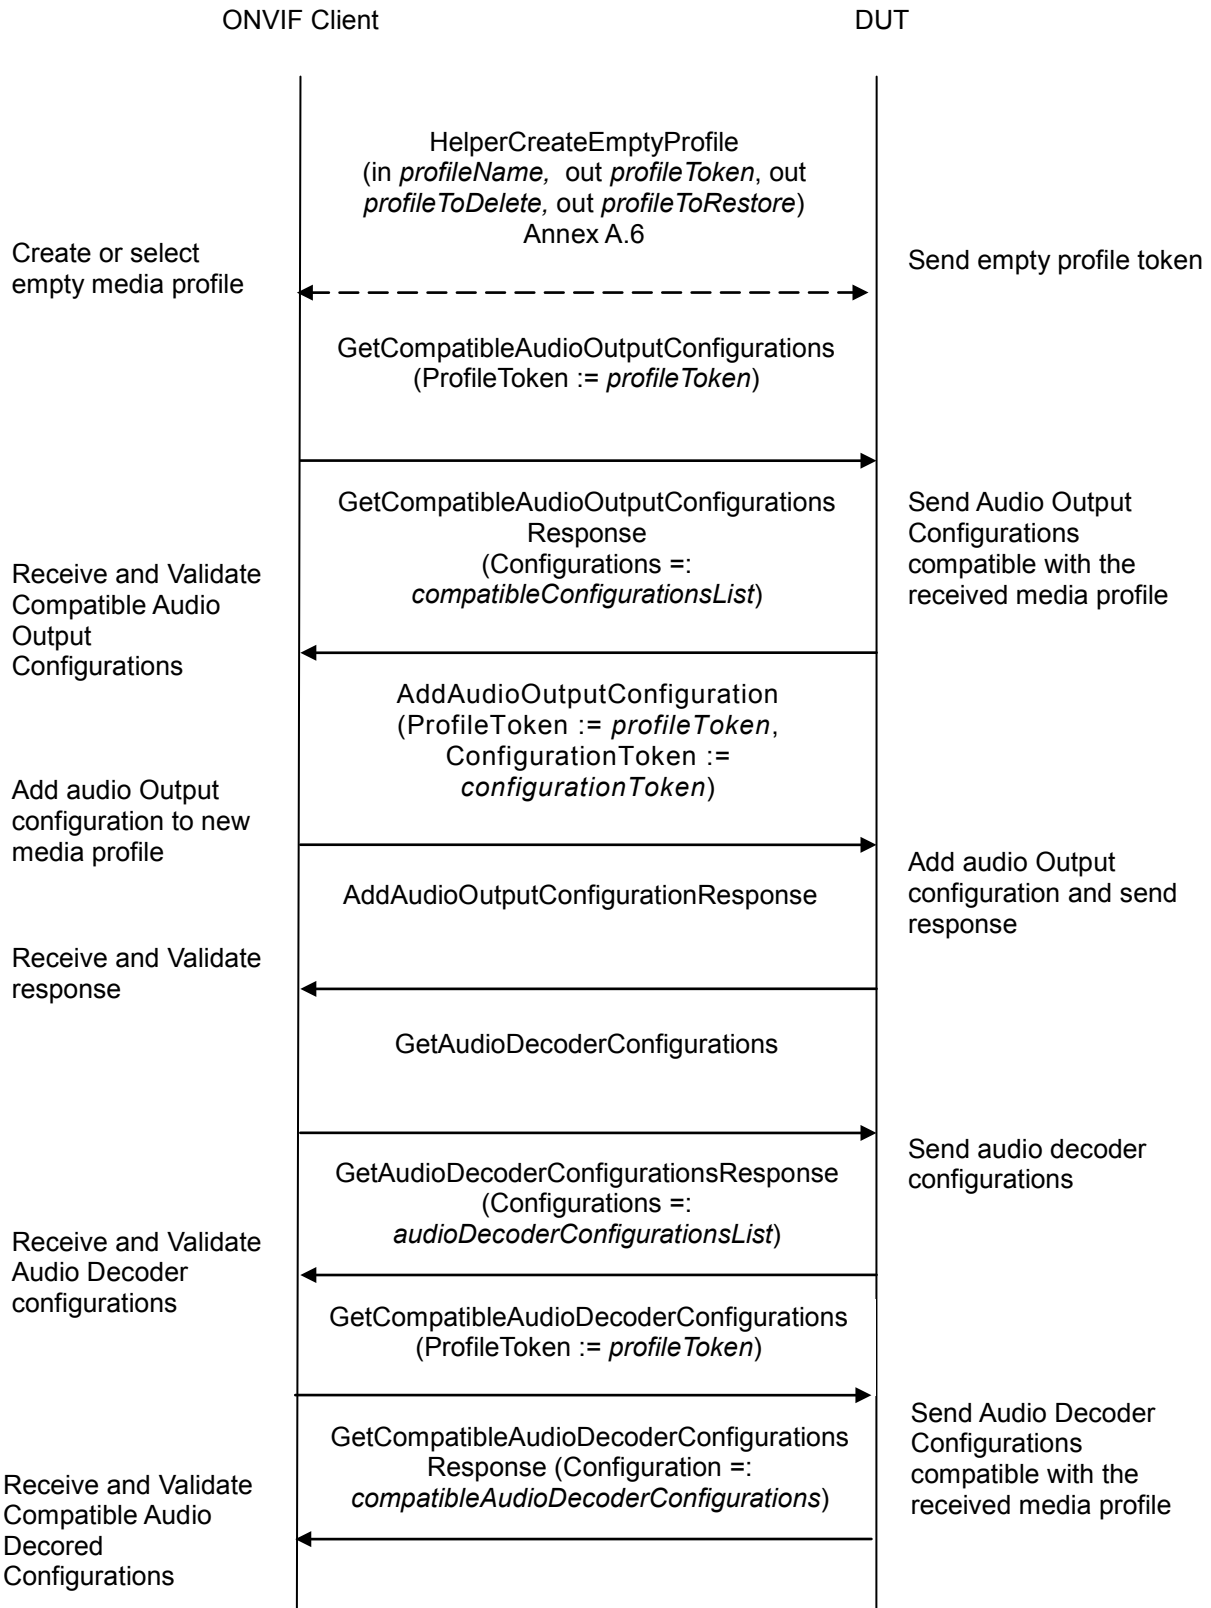 ONVIF Client
DUT
HelperCreateEmptyProfile
(in profileName, out profileToken, out
profileToDelete, out profileToRestore)
Annex A.6
Create or select
empty media profile
Send empty profile token
GetCompatibleAudioOutputConfigurations
(ProfileToken := profileToken)
GetCompatibleAudioOutputConfigurations
Response
(Configurations =:
compatibleConfigurationsList)
Send Audio Output
Configurations
compatible with the
received media profile
Receive and Validate
Compatible Audio
Output
Configurations
AddAudioOutputConfiguration
(ProfileToken := profileToken,
ConfigurationToken :=
configurationToken)
Add audio Output
configuration to new
media profile
Add audio Output
configuration and send
response
AddAudioOutputConfigurationResponse
Receive and Validate
response
GetAudioDecoderConfigurations
Send audio decoder
configurations
GetAudioDecoderConfigurationsResponse
(Configurations =:
audioDecoderConfigurationsList)
Receive and Validate
Audio Decoder
configurations
GetCompatibleAudioDecoderConfigurations
(ProfileToken := profileToken)
Send Audio Decoder
Configurations
compatible with the
received media profile
GetCompatibleAudioDecoderConfigurations
Response (Configuration =:
compatibleAudioDecoderConfigurations)
Receive and Validate
Compatible Audio
Decored
Configurations